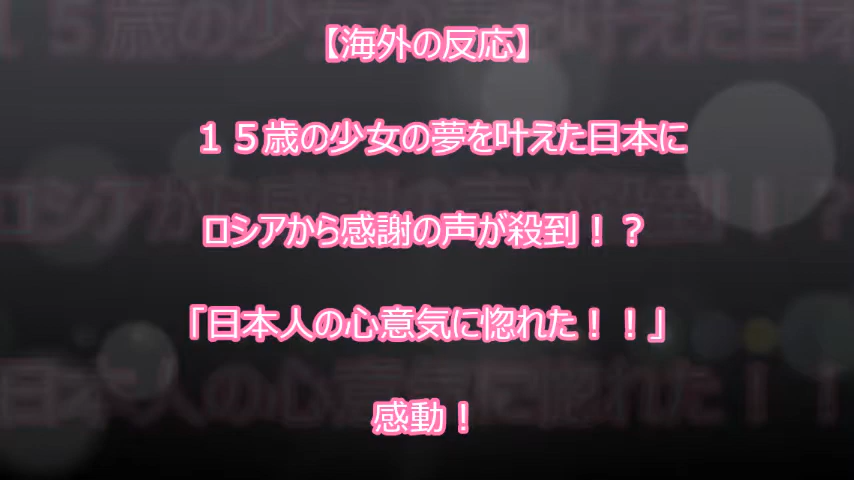 【海外の反応】
１５歳の少女の夢を叶えた日本に
ロシアから感謝の声が殺到！？
「日本人の心意気に惚れた！！」
感動！